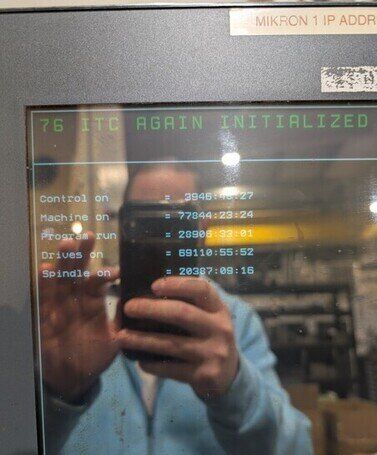 MIKRON 1 IP ADDR
76 ITC AGAIN INITIALIZED
Control on = 3946:46:27
Machine on = 77844:23:24
Program run = 28906:33:01
Drives on = 69110:55:52
Spindle on = 20387:09:16